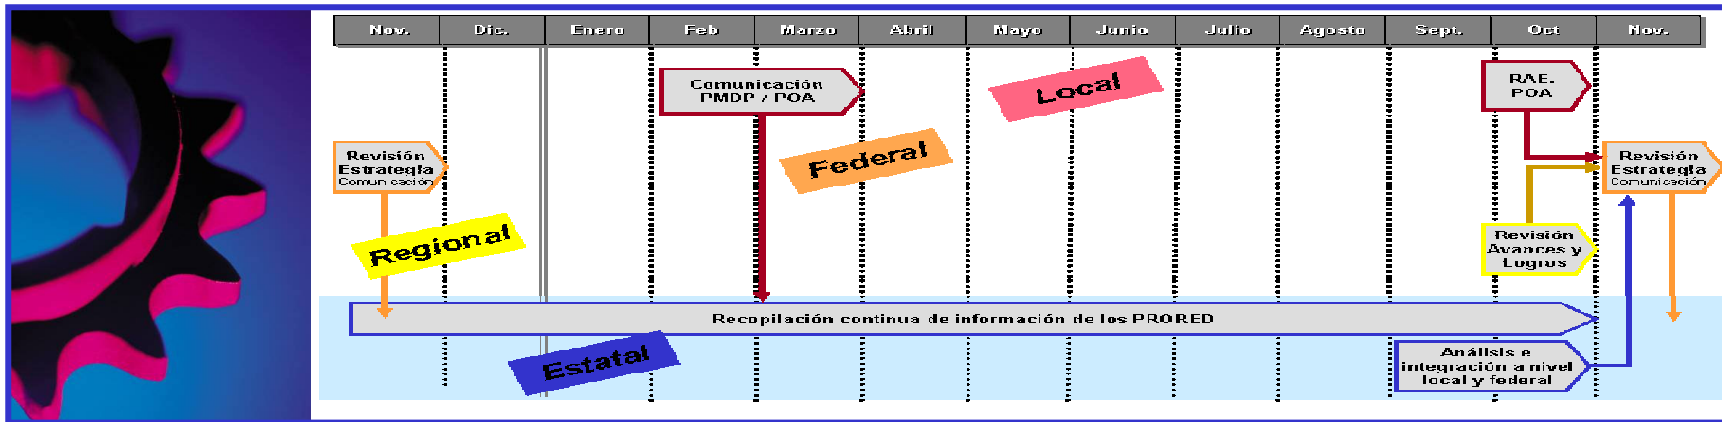 Nov. Dic. Enero Feb Marzo Abril Mayo Junio Julio Agosto Sept. Oct Nov.
Comunicación
PMDP / POA
Local
RAE.
POA
Federal
Revisión
Estrategia
Comunicación
Revisión
Estrategia
Comunicación
Regional
Revisión
Avances y
Logros
Recopilación continua de información de los PRORED
Estatal
Análisis e
integración a nivel
local y federal